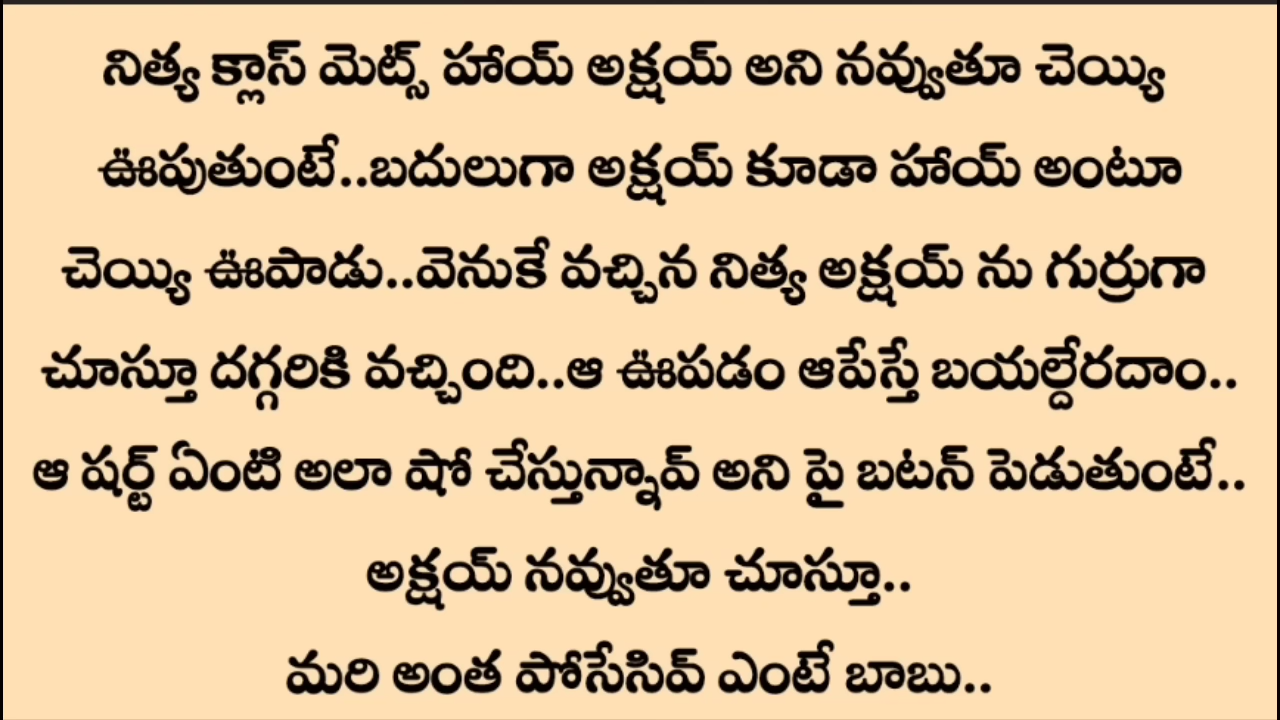 నిత్య క్లాస్ మెట్స్ హాయ్ అక్షయ్ అని నవ్వుతూ చెయ్యి
ఊపుతుంటే..బదులుగా అక్షయ్ కూడా హాయ్ అంటూ
చెయ్యి ఊపాడు..వెనుకే వచ్చిన నిత్య అక్షయ్ ను గుర్రుగా
చూస్తూ దగ్గరికి వచ్చింది..ఆ ఊపడం ఆపేస్తే బయల్దేరదాం..
ఆ షర్ట్ ఏంటి అలా షో చేస్తున్నావ్ అని పై బటన్ పెడుతుంటే..
అక్షయ్ నవ్వుతూ చూస్తూ..
మరి అంత పోసేసివ్ ఎంటే బాబు..